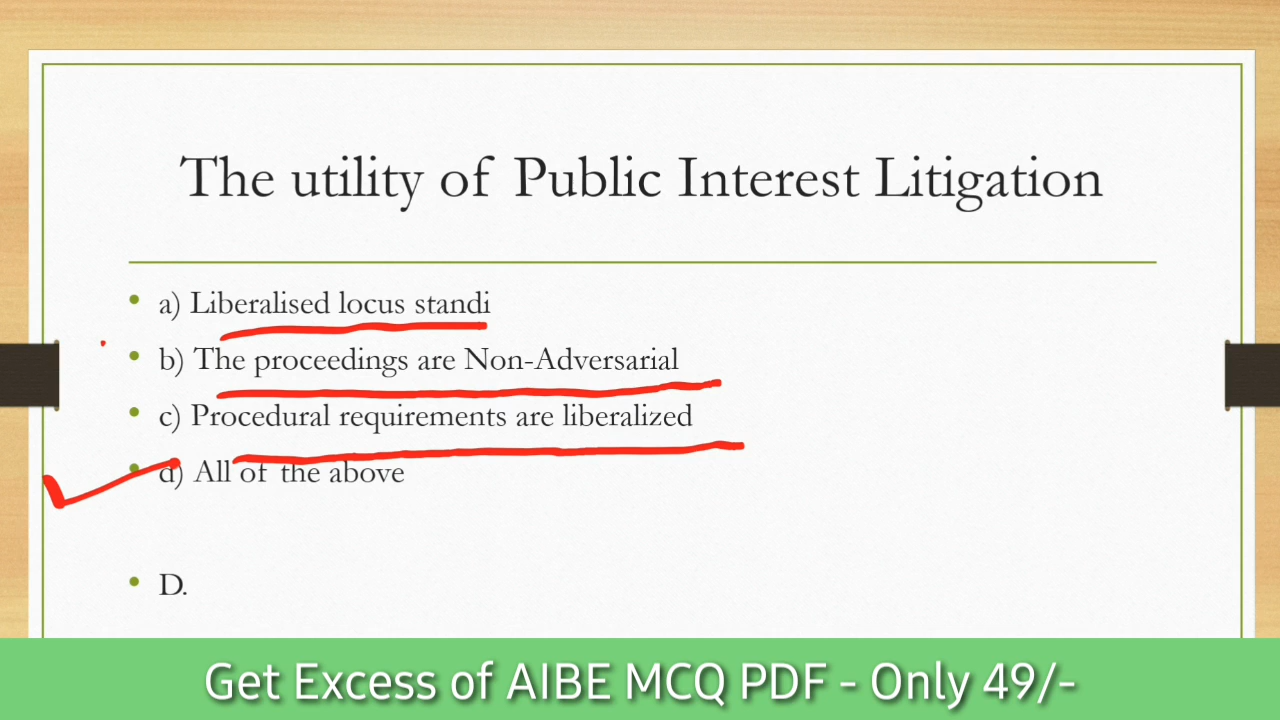 The utility of Public Interest Litigation
• a) Liberalised locus standi
• b) The proceedings are Non-Adversarial
• c) Procedural requirements are liberalized
• d) All of the above
• D.
Get Excess of AIBE MCQ PDF - Only 49/-